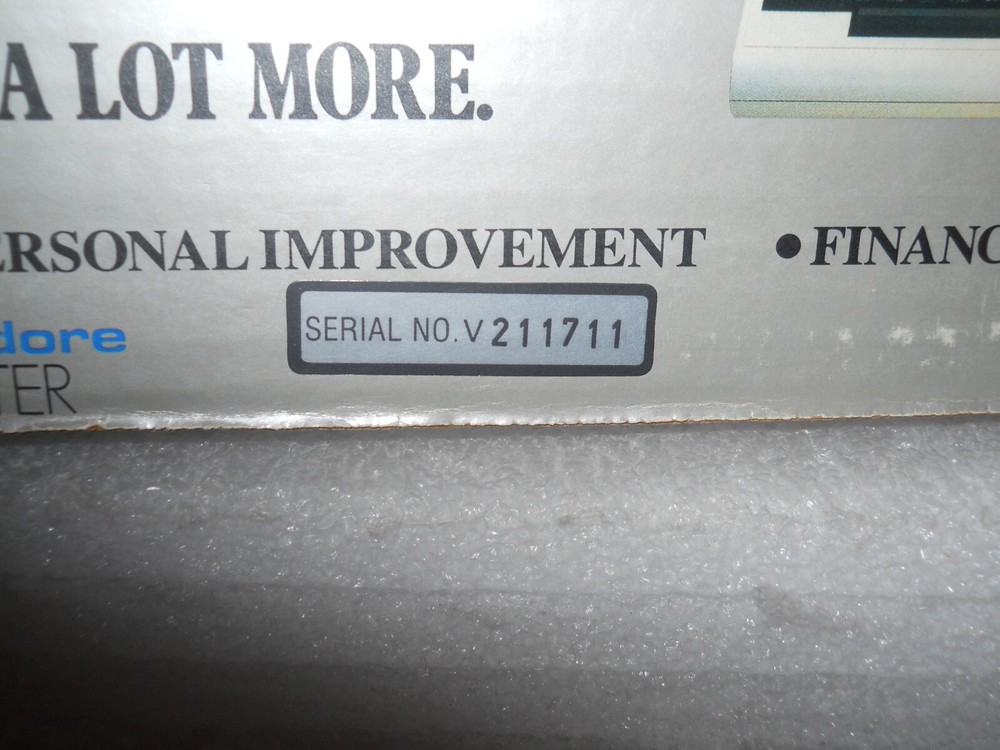 A LOT MORE.
ERSONAL IMPROVEMENT • FINANC
SERIAL NO. V 211711
dore
TER